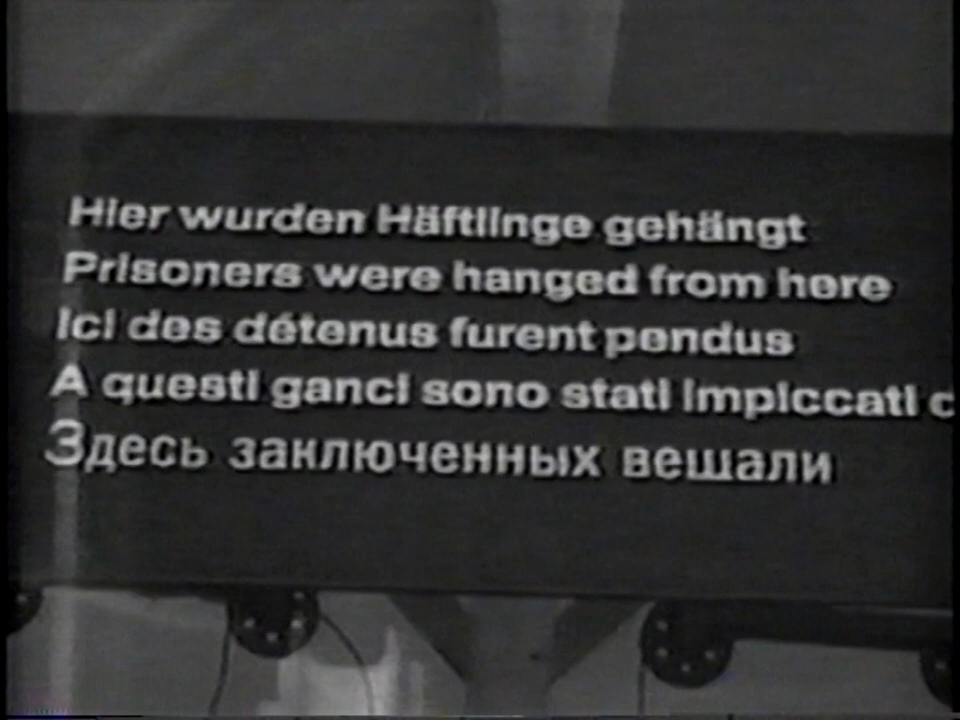 Hier wurden Häftlinge gehängt
Prisoners were hanged from here
Ici des détenus furent pendus
A questi ganci sono stati impiccati
Здесь заключенных вешали